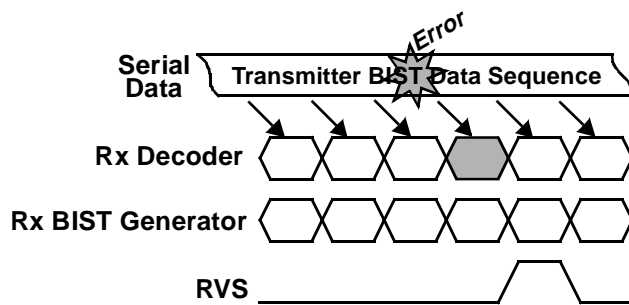 Error
Serial
Data
Transmitter BIST Data Sequence
Rx Decoder
Rx BIST Generator
RVS